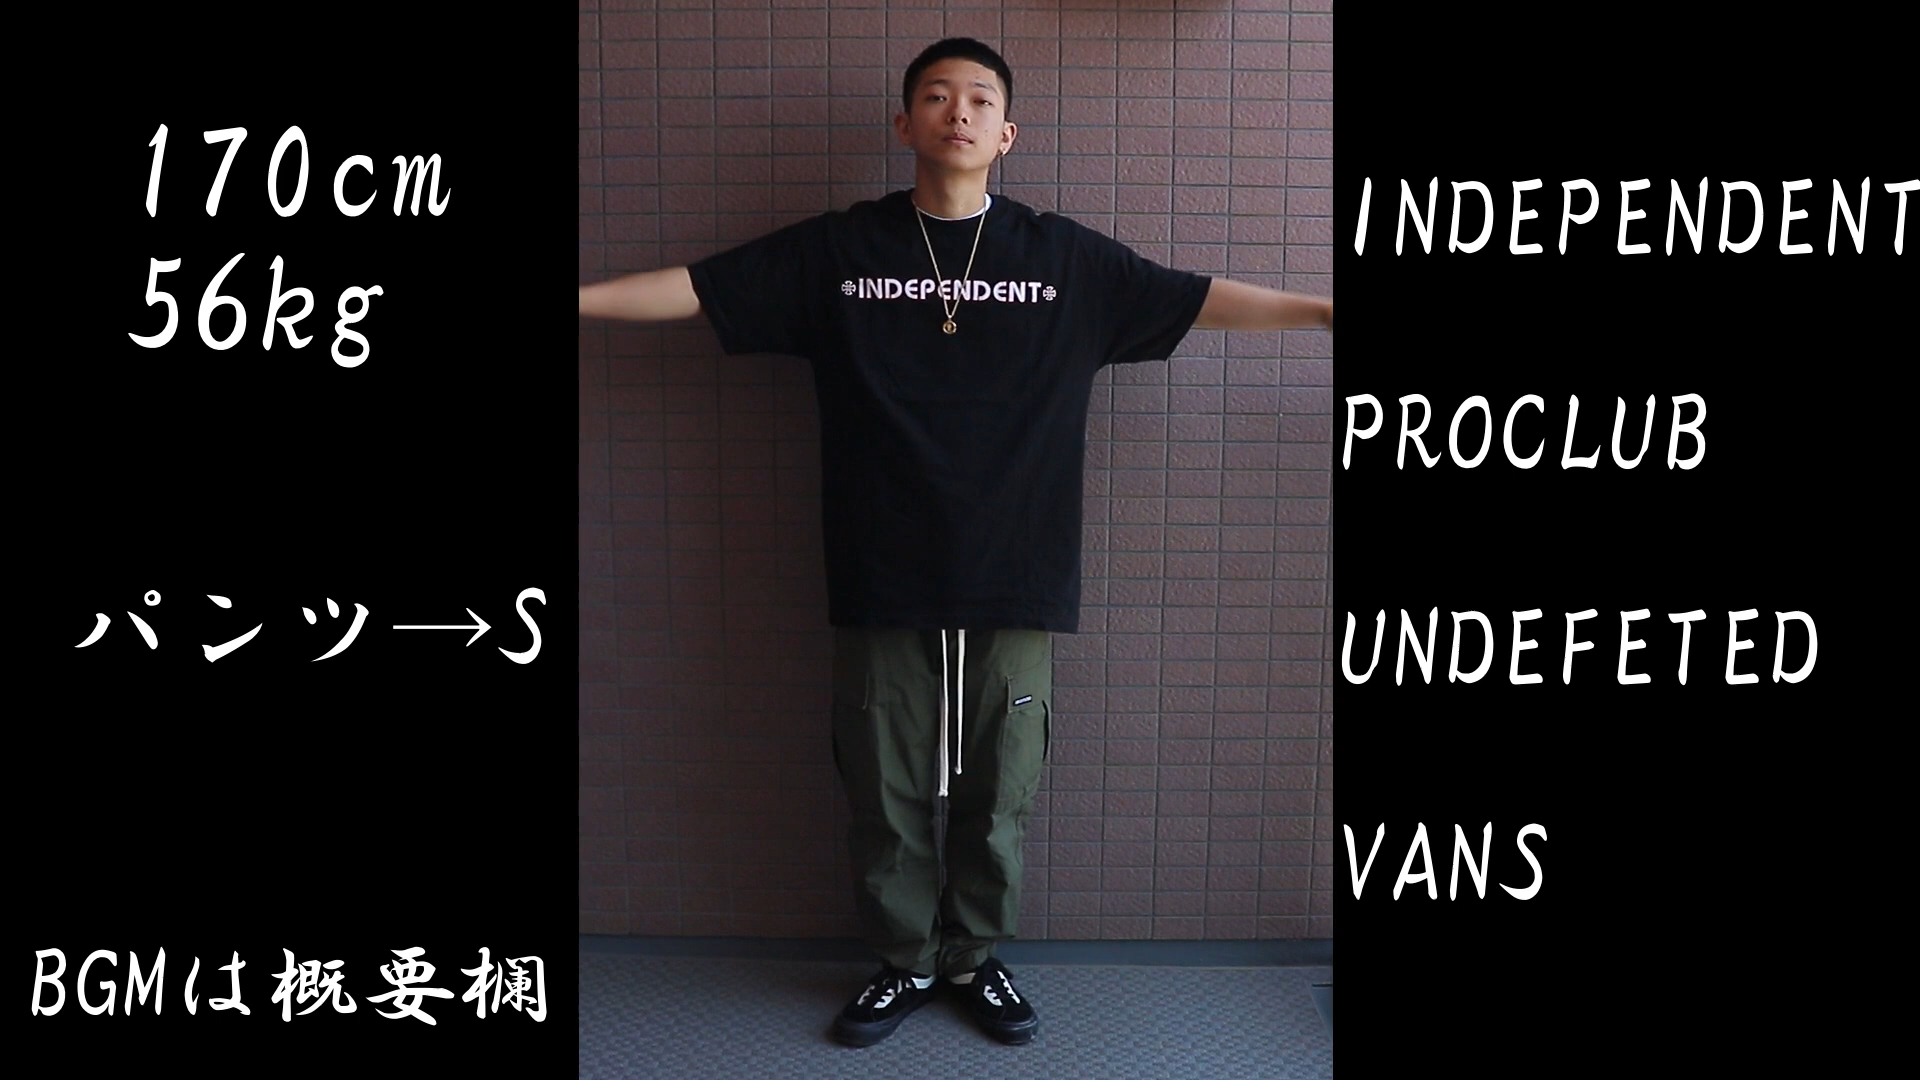 170cm
56kg
パンツ→S
BGMは概要欄
INDEPENDENT
INDEPENDENT
PROCLUB
UNDEFETED
VANS